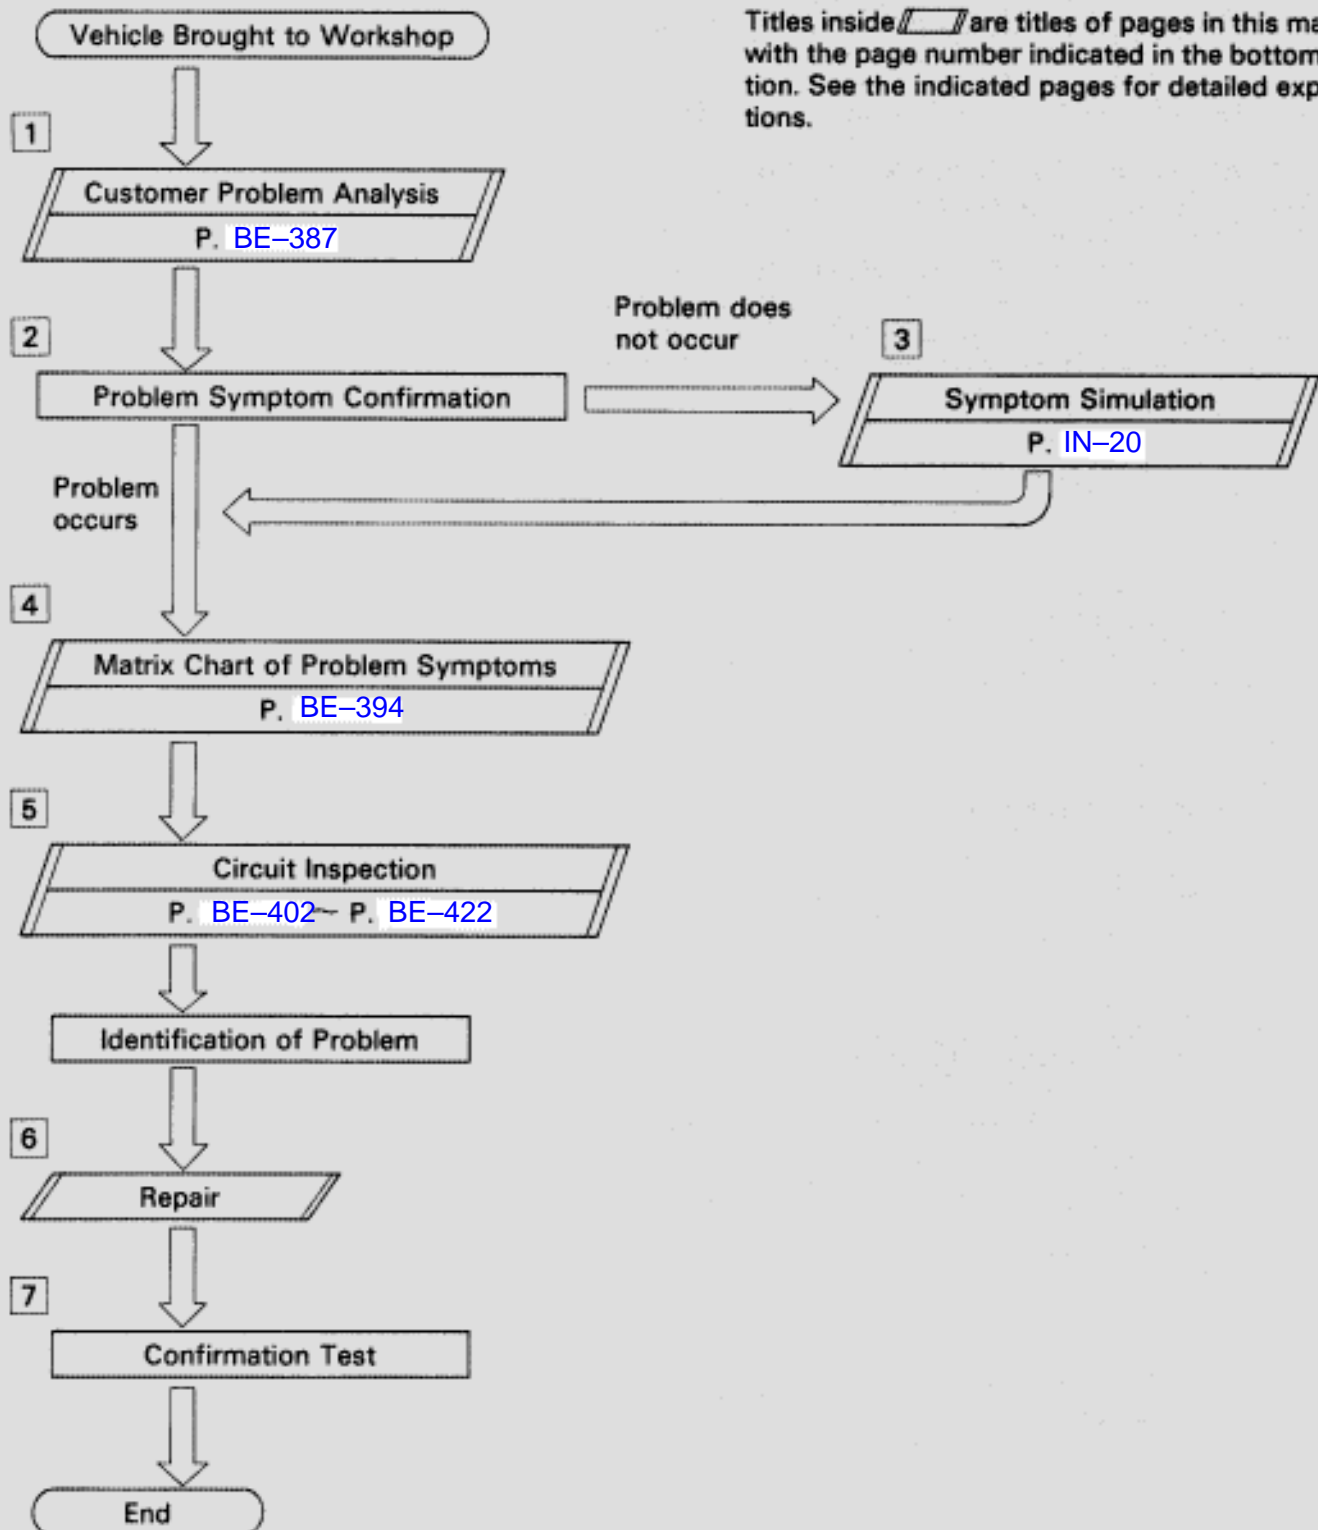 Vehicle Brought to Workshop
Titles inside are titles of pages in this
with the page number indicated in the bottom
tion. See the indicated pages for detailed
tions.
1
Customer Problem Analysis
P. BE–387
2
Problem does
not occur
3
Problem Symptom Confirmation
Symptom Simulation
P. IN–20
Problem
occurs
4
Matrix Chart of Problem Symptoms
P. BE–394
5
Circuit Inspection
P. BE–402~ P. BE–422
Identification of Problem
6
Repair
7
Confirmation Test
End